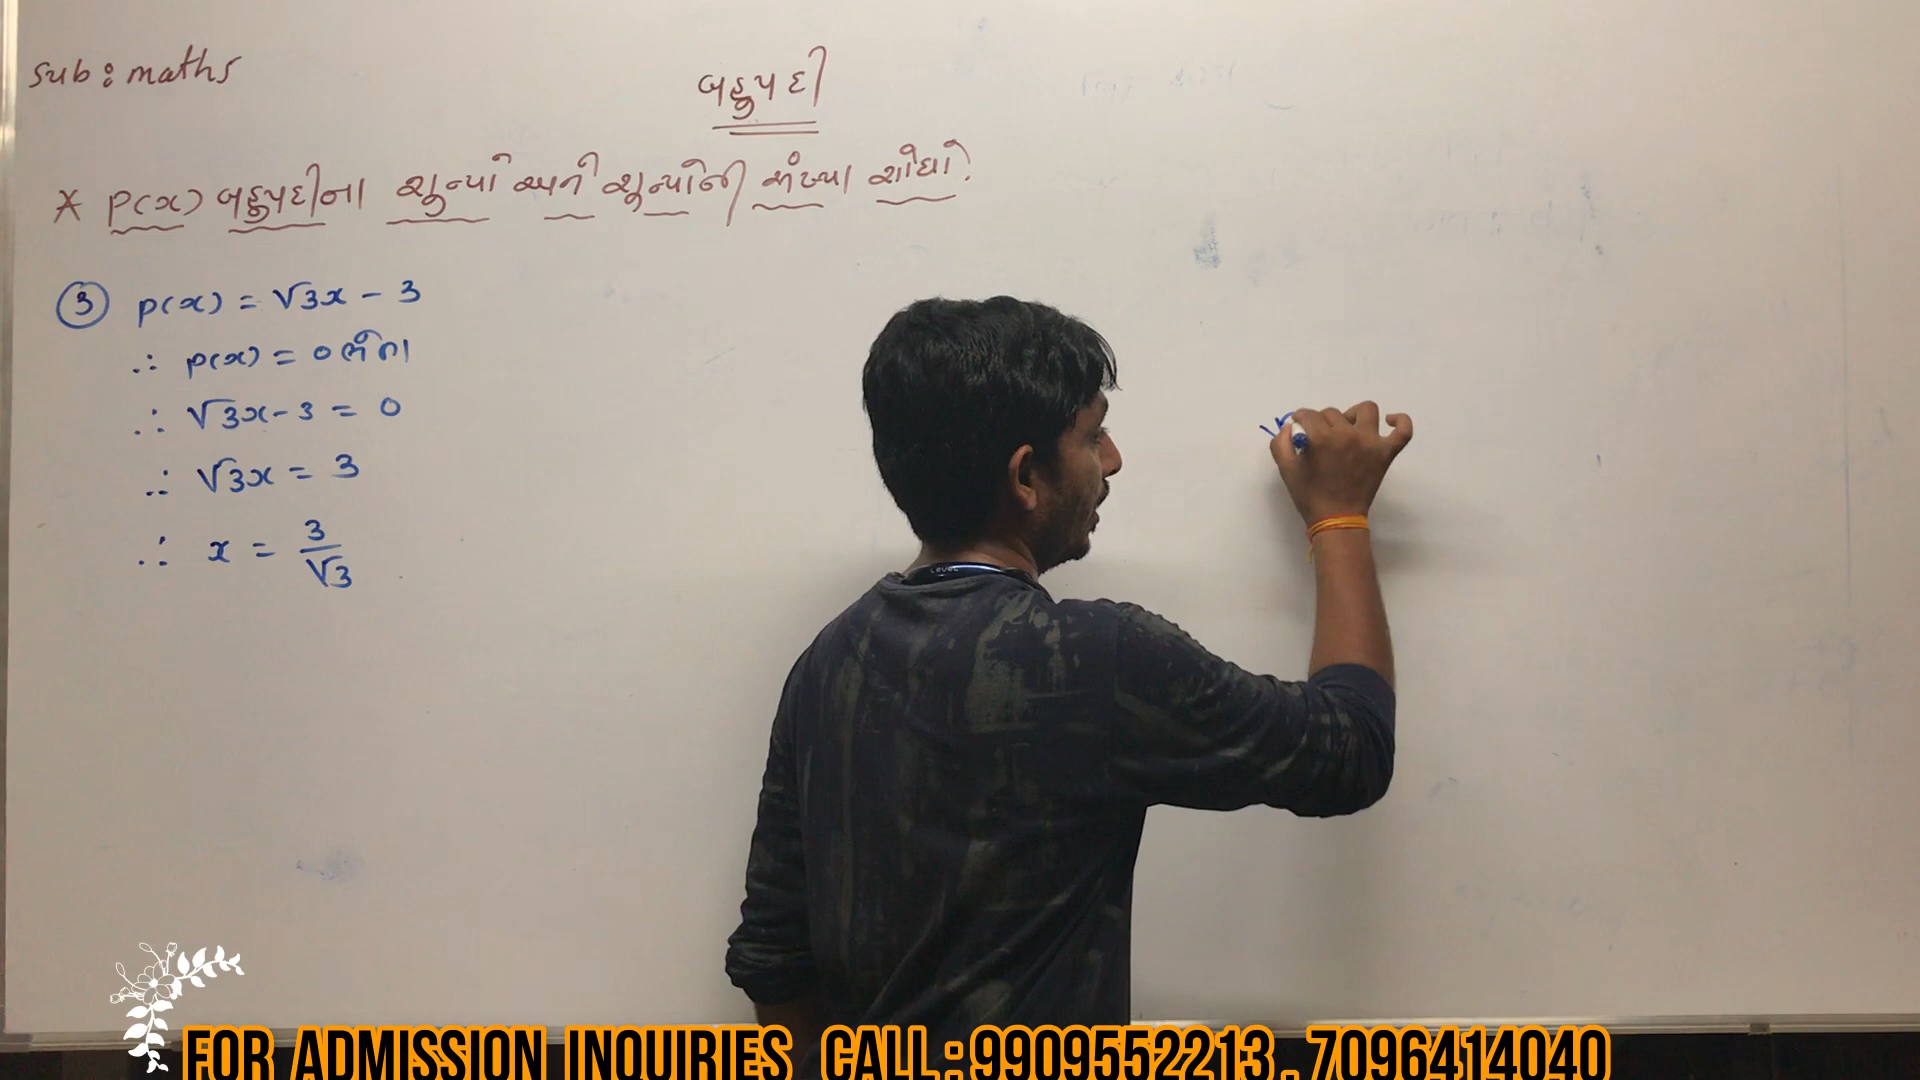 Sub : maths
બહુપદી
* P(x) બહુપદીના શૂન્યો અને શૂન્યોની સંખ્યા શોધો.
③ p(x) = √3x - 3
∴ p(x) = 0 લેતા
∴ √3x - 3 = 0
∴ √3x = 3
∴ x = 3/√3
LEVEL
FOR ADMISSION INQUIRIES CALL : 9909552213 , 7096414040